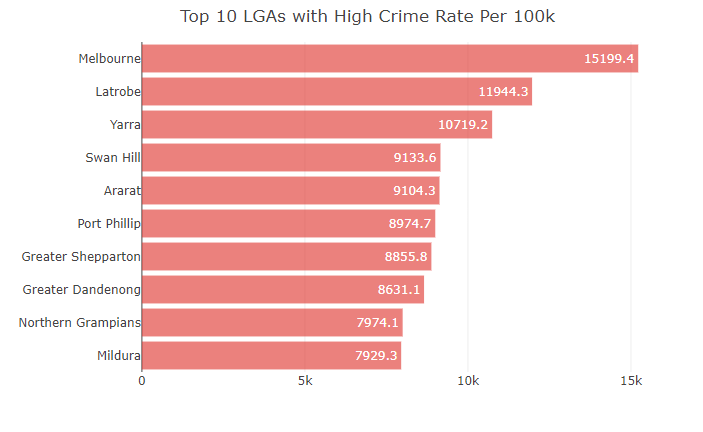 Top 10 LGAs with High Crime Rate Per 100k
Melbourne 15199.4
Latrobe 11944.3
Yarra 10719.2
Swan Hill 9133.6
Ararat 9104.3
Port Phillip 8974.7
Greater Shepparton 8855.8
Greater Dandenong 8631.1
Northern Grampians 7974.1
Mildura 7929.3
0 5k 10k 15k